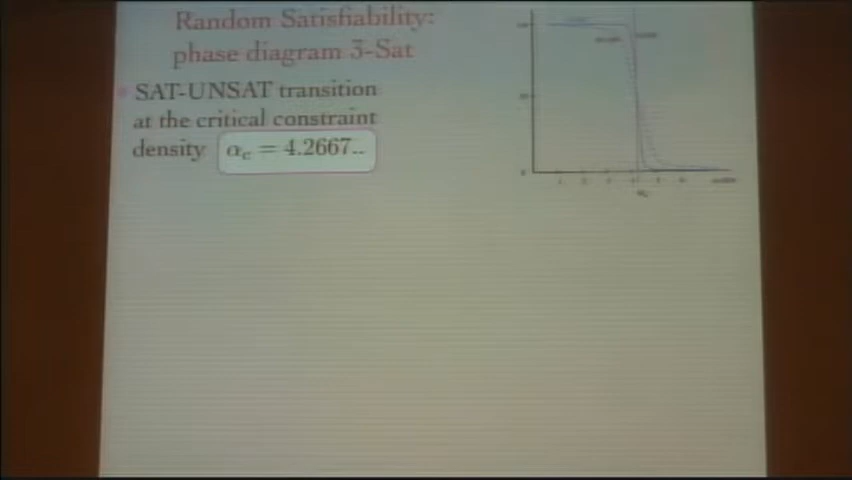 Random Satisfiability:
phase diagram 3-Sat
SAT-UNSAT transition
at the critical constraint
density α_c = 4.2667..